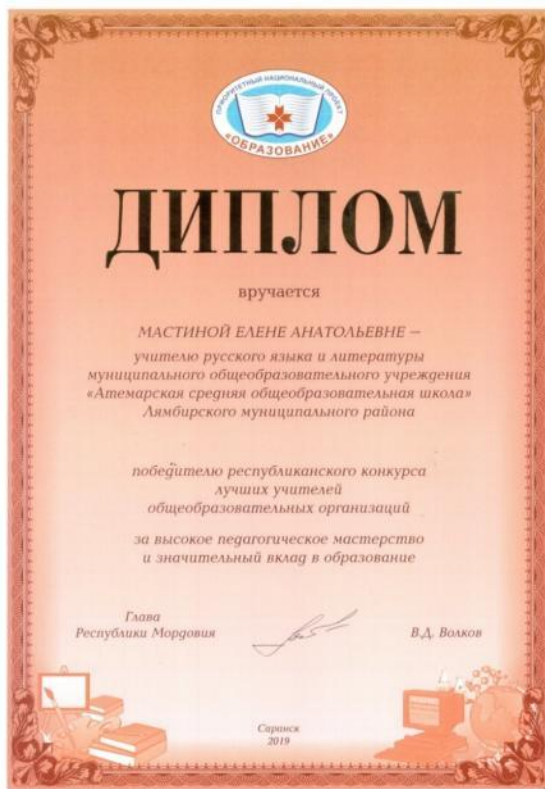 ПРИОРИТЕТНЫЙ НАЦИОНАЛЬНЫЙ ПРОЕКТ
«ОБРАЗОВАНИЕ»
ДИПЛОМ
вручается
МАСТИНОЙ ЕЛЕНЕ АНАТОЛЬЕВНЕ —
учителю русского языка и литературы
муниципального общеобразовательного учреждения
«Атемарская средняя общеобразовательная школа»
Лямбирского муниципального района
победителю республиканского конкурса
лучших учителей
общеобразовательных организаций
за высокое педагогическое мастерство
и значительный вклад в образование
Глава
Республики Мордовия
В.Д. Волков
Саранск
2019